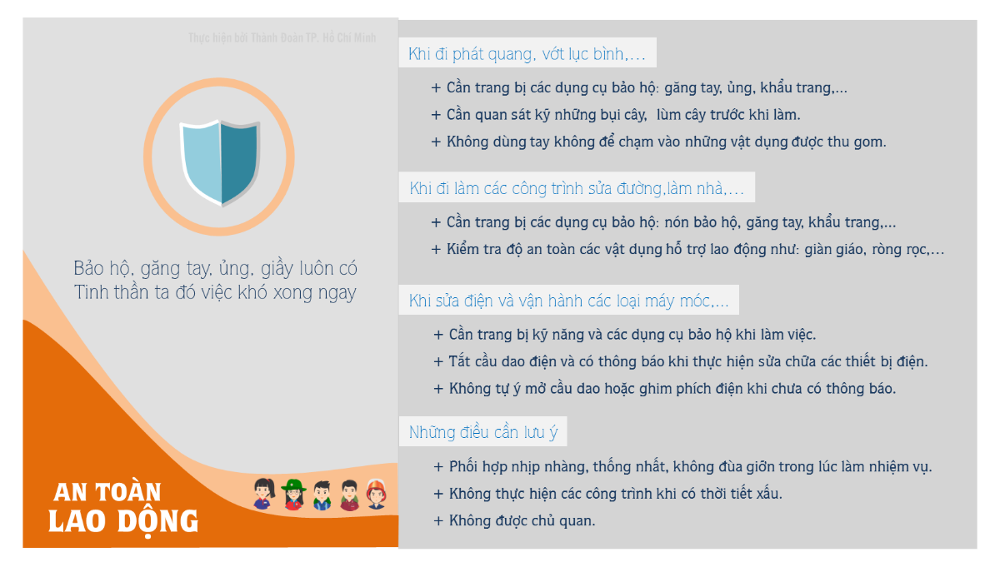 Thực hiện bởi Thành Đoàn TP. Hồ Chí Minh
Bảo hộ, găng tay, ủng, giầy luôn có
Tinh thần ta đó việc khó xong ngay
AN TOÀN
LAO ĐỘNG
Khi đi phát quang, vớt lục bình,...
+ Cần trang bị các dụng cụ bảo hộ: găng tay, ủng, khẩu trang,...
+ Cần quan sát kỹ những bụi cây, lùm cây trước khi làm.
+ Không dùng tay không để chạm vào những vật dụng được thu gom.
Khi đi làm các công trình sửa đường,làm nhà,...
+ Cần trang bị các dụng cụ bảo hộ: nón bảo hộ, găng tay, khẩu trang,...
+ Kiểm tra độ an toàn các vật dụng hỗ trợ lao động như: giàn giáo, ròng rọc,...
Khi sửa điện và vận hành các loại máy móc,...
+ Cần trang bị kỹ năng và các dụng cụ bảo hộ khi làm việc.
+ Tắt cầu dao điện và có thông báo khi thực hiện sửa chữa các thiết bị điện.
+ Không tự ý mở cầu dao hoặc ghim phích điện khi chưa có thông báo.
Những điều cần lưu ý
+ Phối hợp nhịp nhàng, thống nhất, không đùa giỡn trong lúc làm nhiệm vụ.
+ Không thực hiện các công trình khi có thời tiết xấu.
+ Không được chủ quan.